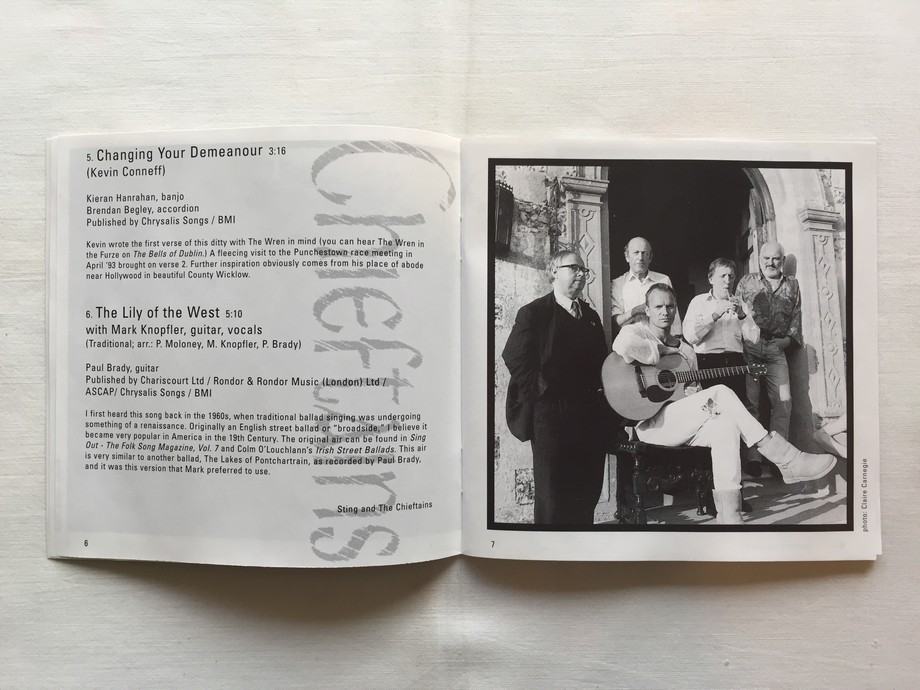 5. Changing Your Demeanour 3:16
(Kevin Conneff)
Kieran Hanrahan, banjo
Brendan Begley, accordion
Published by Chrysalis Songs / BMI
Kevin wrote the first verse of this ditty with The Wren in mind (you can hear The Wren in
the Furze on The Bells of Dublin.) A fleecing visit to the Punchestown race meeting in
April '93 brought on verse 2. Further inspiration obviously comes from his place of abode
near Hollywood in beautiful County Wicklow.
6. The Lily of the West 5:10
with Mark Knopfler, guitar, vocals
(Traditional; arr.: P. Moloney, M. Knopfler, P. Brady)
Paul Brady, guitar
Published by Chariscourt Ltd / Rondor & Rondor Music (London) Ltd /
ASCAP/ Chrysalis Songs / BMI
I first heard this song back in the 1960s, when traditional ballad singing was undergoing
something of a renaissance. Originally an English street ballad or "broadside," I believe it
became very popular in America in the 19th Century. The original air can be found in Sing
Out - The Folk Song Magazine, Vol. 7 and Colm O'Louchlann's Irish Street Ballads. This air
is very similar to another ballad, The Lakes of Pontchartrain, as recorded by Paul Brady,
and it was this version that Mark preferred to use.
Sting and The Chieftains
6
Chieftains
7
photo: Claire Carnegie